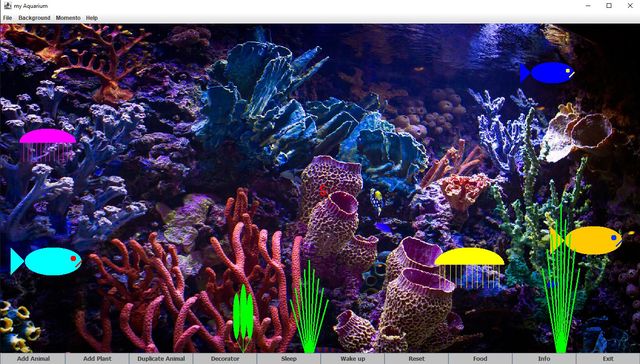 my Aquarium
File Background Momento Help
Add Animal Add Plant Duplicate Animal Decorator Sleep Wake up Reset Food Info Exit